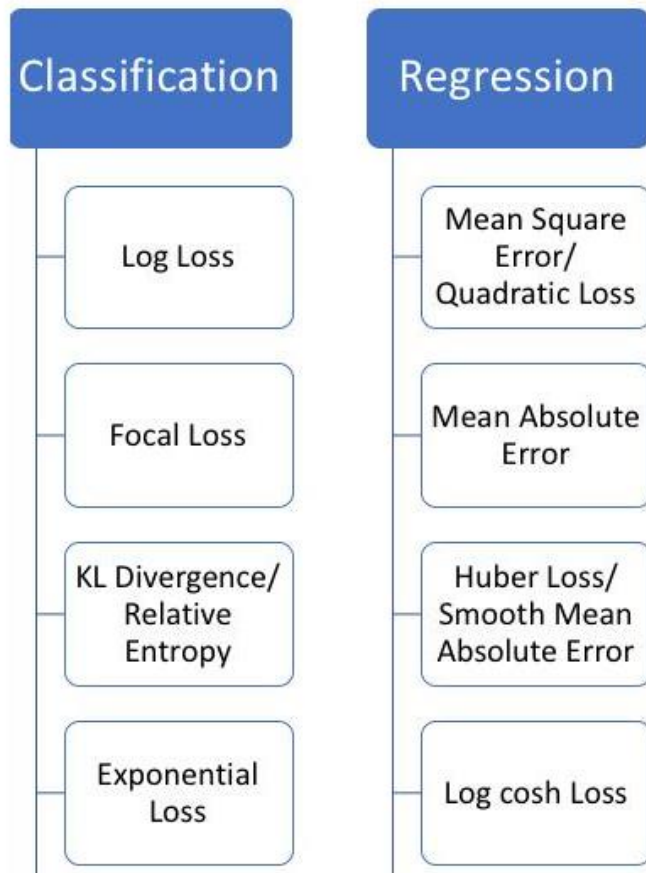 Classification
Log Loss
Focal Loss
KL Divergence/
Relative
Entropy
Exponential
Loss
Regression
Mean Square
Error/
Quadratic Loss
Mean Absolute
Error
Huber Loss/
Smooth Mean
Absolute Error
Log cosh Loss